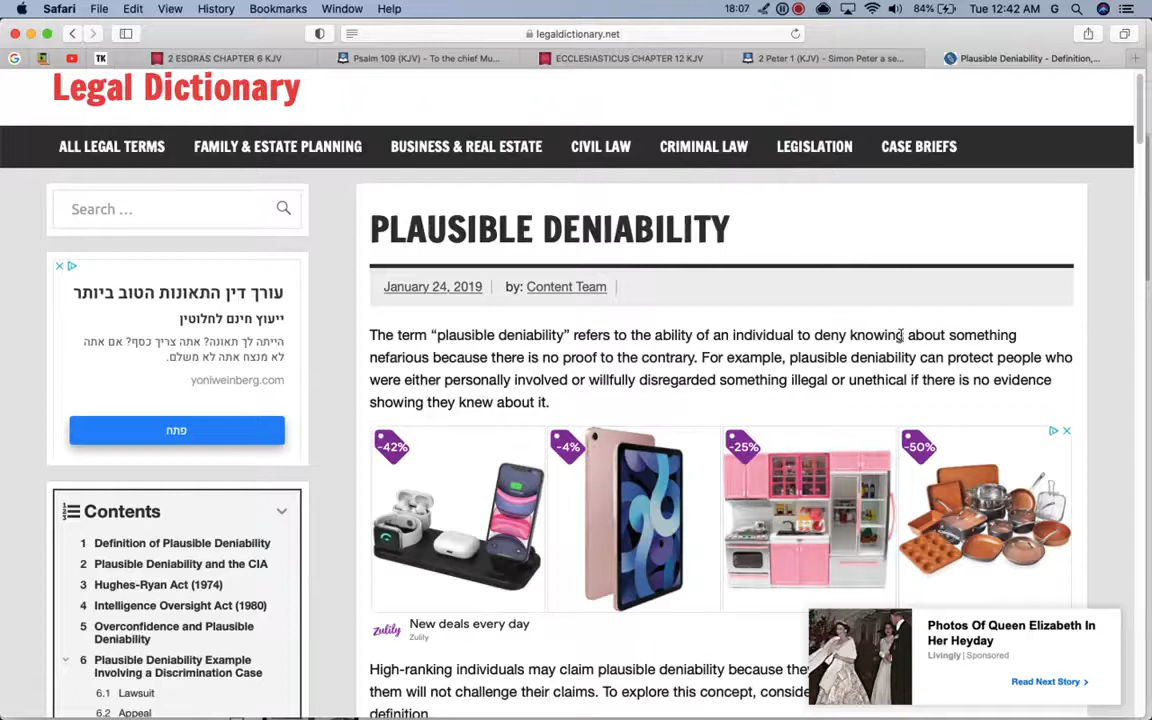 Safari File Edit View History Bookmarks Window Help 18:07 84% Tue 12:42 AM G
legaldictionary.net
G TK 2 ESDRAS CHAPTER 6 KJV Psalm 109 (KJV) - To the chief Mu... ECCLESIASTICUS CHAPTER 12 KJV 2 Peter 1 (KJV) - Simon Peter a se... Plausible Deniability - Definition,...
Legal Dictionary
ALL LEGAL TERMS FAMILY & ESTATE PLANNING BUSINESS & REAL ESTATE CIVIL LAW CRIMINAL LAW LEGISLATION CASE BRIEFS
Search ...
עורך דין התאונות הטוב ביותר
ייעוץ חינם לחלוטין
הייתה לך תאונה? אתה צריך כסף? אם אתה
לא מנצח אתה לא משלם.
yoniweinberg.com
פתח
Contents
1 Definition of Plausible Deniability
2 Plausible Deniability and the CIA
3 Hughes-Ryan Act (1974)
4 Intelligence Oversight Act (1980)
5 Overconfidence and Plausible
Deniability
6 Plausible Deniability Example
Involving a Discrimination Case
6.1 Lawsuit
6.2 Appeal
PLAUSIBLE DENIABILITY
January 24, 2019 by: Content Team
The term “plausible deniability” refers to the ability of an individual to deny knowing about something
nefarious because there is no proof to the contrary. For example, plausible deniability can protect people who
were either personally involved or willfully disregarded something illegal or unethical if there is no evidence
showing they knew about it.
-42% -4% -25% -50%
Zulily New deals every day
Zulily
High-ranking individuals may claim plausible deniability because the
them will not challenge their claims. To explore this concept, conside
definition
Photos Of Queen Elizabeth In
Her Heyday
Livingly | Sponsored
Read Next Story >